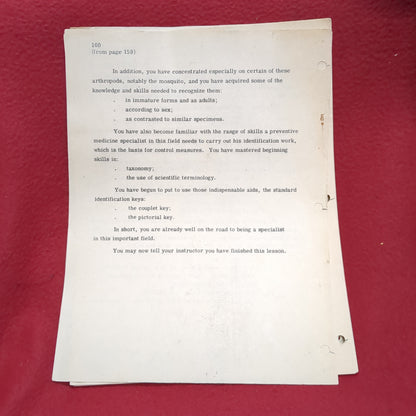 160
(from page 158)
In addition, you have concentrated especially on certain of these
arthropods, notably the mosquito, and you have acquired some of the
knowledge and skills needed to recognize them:
. in immature forms and as adults;
. according to sex;
. as contrasted to similar specimens.
You have also become familiar with the range of skills a preventive
medicine specialist in this field needs to carry out his identification work,
which is the basis for control measures. You have mastered beginning
skills in:
. taxonomy;
. the use of scientific terminology.
You have begun to put to use those indispensable aids, the standard
identification keys:
. the couplet key;
. the pictorial key.
In short, you are already well on the road to being a specialist
in this important field.
You may now tell your instructor you have finished this lesson.